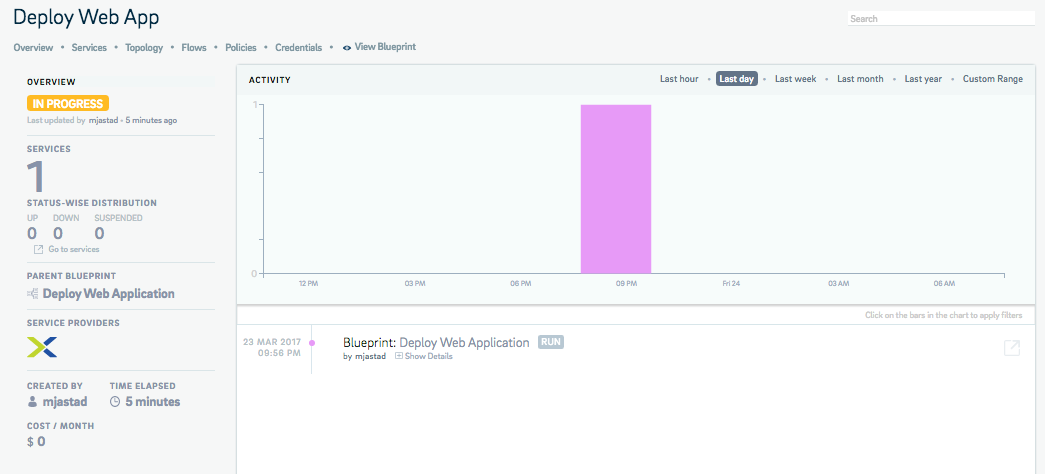 Deploy Web App
Search
Overview • Services • Topology • Flows • Policies • Credentials • View Blueprint
OVERVIEW
IN PROGRESS
Last updated by mjastad - 5 minutes ago
SERVICES
1
STATUS-WISE DISTRIBUTION
UP DOWN SUSPENDED
0 0 0
Go to services
PARENT BLUEPRINT
Deploy Web Application
SERVICE PROVIDERS
CREATED BY TIME ELAPSED
mjastad 5 minutes
COST / MONTH
$ 0
ACTIVITY
Last hour • Last day • Last week • Last month • Last year • Custom Range
1
0
12 PM 03 PM 06 PM 09 PM Fri 24 03 AM 06 AM
Click on the bars in the chart to apply filters
23 MAR 2017
09:56 PM
Blueprint: Deploy Web Application RUN
by mjastad Show Details